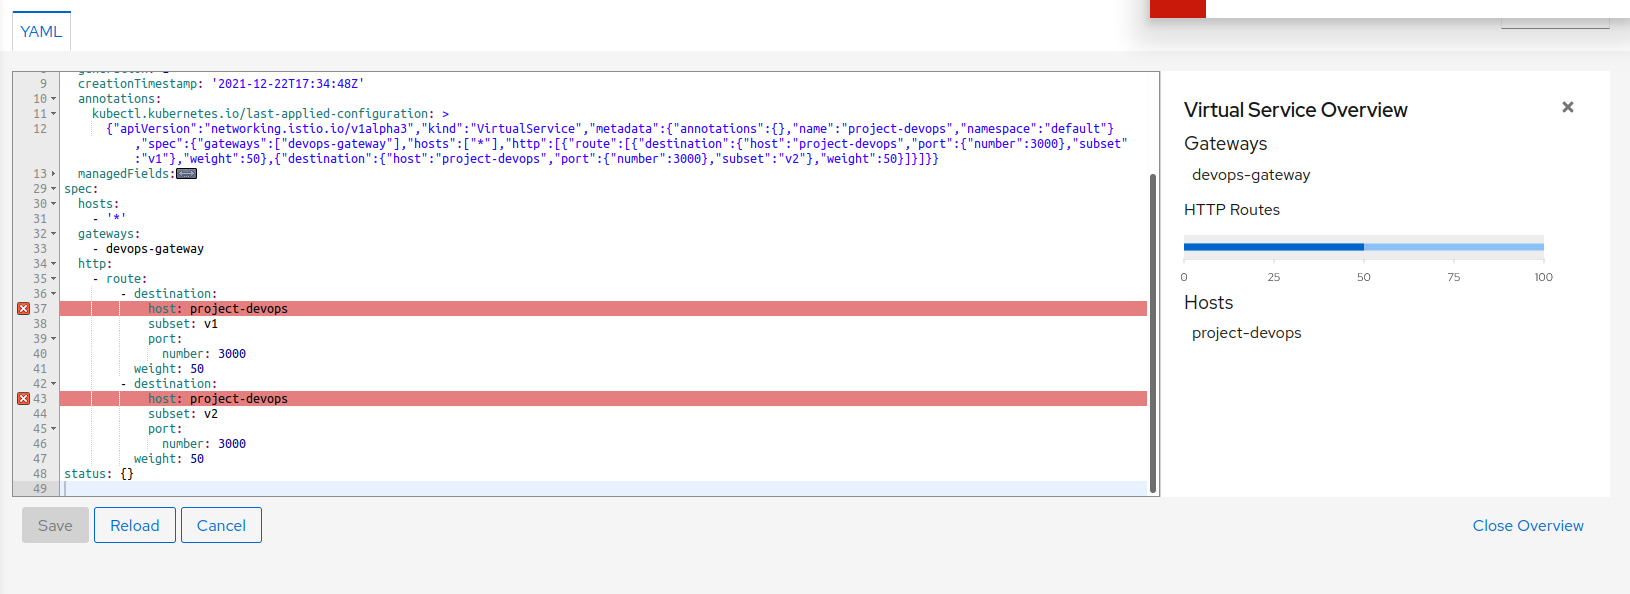 YAML
9 creationTimestamp: '2021-12-22T17:34:48Z'
10 annotations:
11 kubectl.kubernetes.io/last-applied-configuration: >
12 {"apiVersion":"networking.istio.io/v1alpha3","kind":"VirtualService","metadata":{"annotations":{},"name":"project-devops","namespace":"default"}
,"spec":{"gateways":["devops-gateway"],"hosts":["*"],"http":[{"route":[{"destination":{"host":"project-devops","port":{"number":3000},"subset"
:"v1"},"weight":50},{"destination":{"host":"project-devops","port":{"number":3000},"subset":"v2"},"weight":50}]}]}}
13 managedFields:
29 spec:
30 hosts:
31 - '*'
32 gateways:
33 - devops-gateway
34 http:
35 - route:
36 - destination:
37 host: project-devops
38 subset: v1
39 port:
40 number: 3000
41 weight: 50
42 - destination:
43 host: project-devops
44 subset: v2
45 port:
46 number: 3000
47 weight: 50
48 status: {}
49
Save Reload Cancel
Virtual Service Overview
Gateways
devops-gateway
HTTP Routes
0 25 50 75 100
Hosts
project-devops
Close Overview